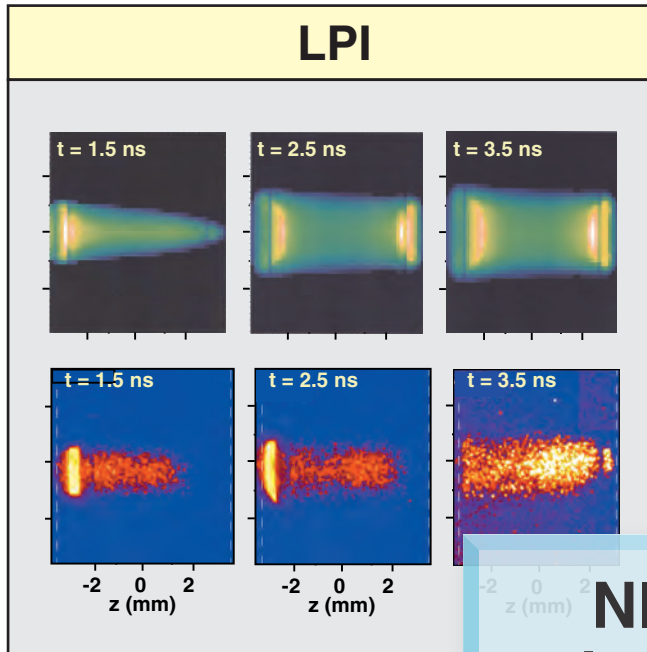 LPI
t = 1.5 ns t = 2.5 ns t = 3.5 ns
t = 1.5 ns t = 2.5 ns t = 3.5 ns
-2 0 2 -2 0 2 -2 0 2
z (mm) z (mm) z (mm)